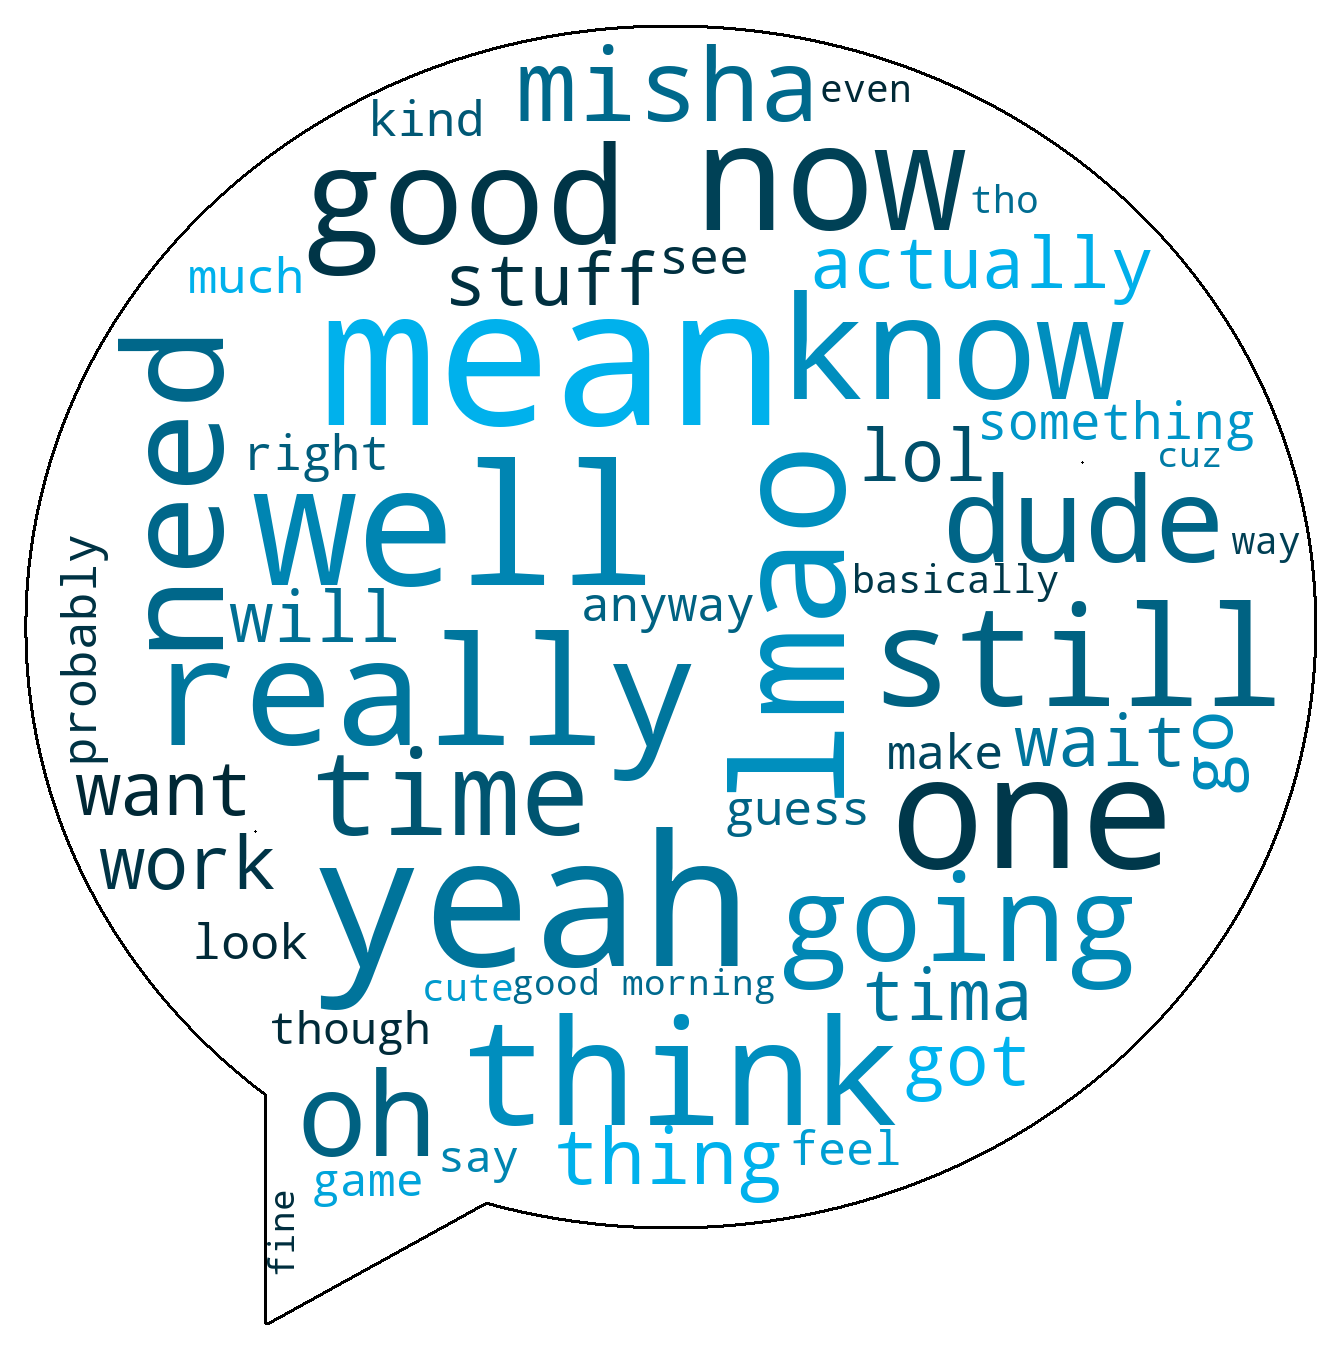 misha
even
kind
good now
tho
much
stuff
see
actually
mean
know
need
something
right
lol
cuz
well
lmao
dude
way
probably
basically
will
anyway
still
really
make
wait
go
want
time
guess
one
work
yeah
going
look
cute
good morning
tima
though
think
got
oh
say
thing
feel
game
fine